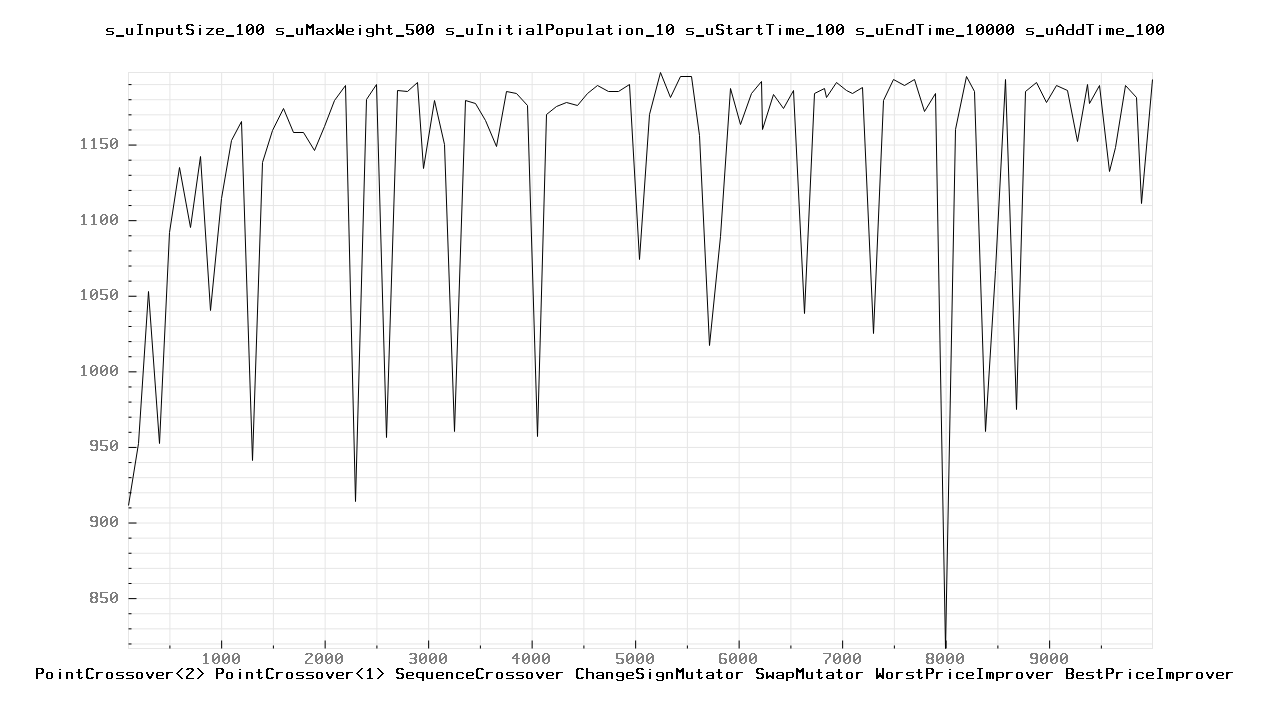 s_uInputSize_100 s_uMaxWeight_500 s_uInitialPopulation_10 s_uStartTime_100 s_uEndTime_10000 s_uAddTime_100
1150
1100
1050
1000
950
900
850
1000 2000 3000 4000 5000 6000 7000 8000 9000
PointCrossover<2> PointCrossover<1> SequenceCrossover ChangeSignMutator SwapMutator WorstPriceImprover BestPriceImprover